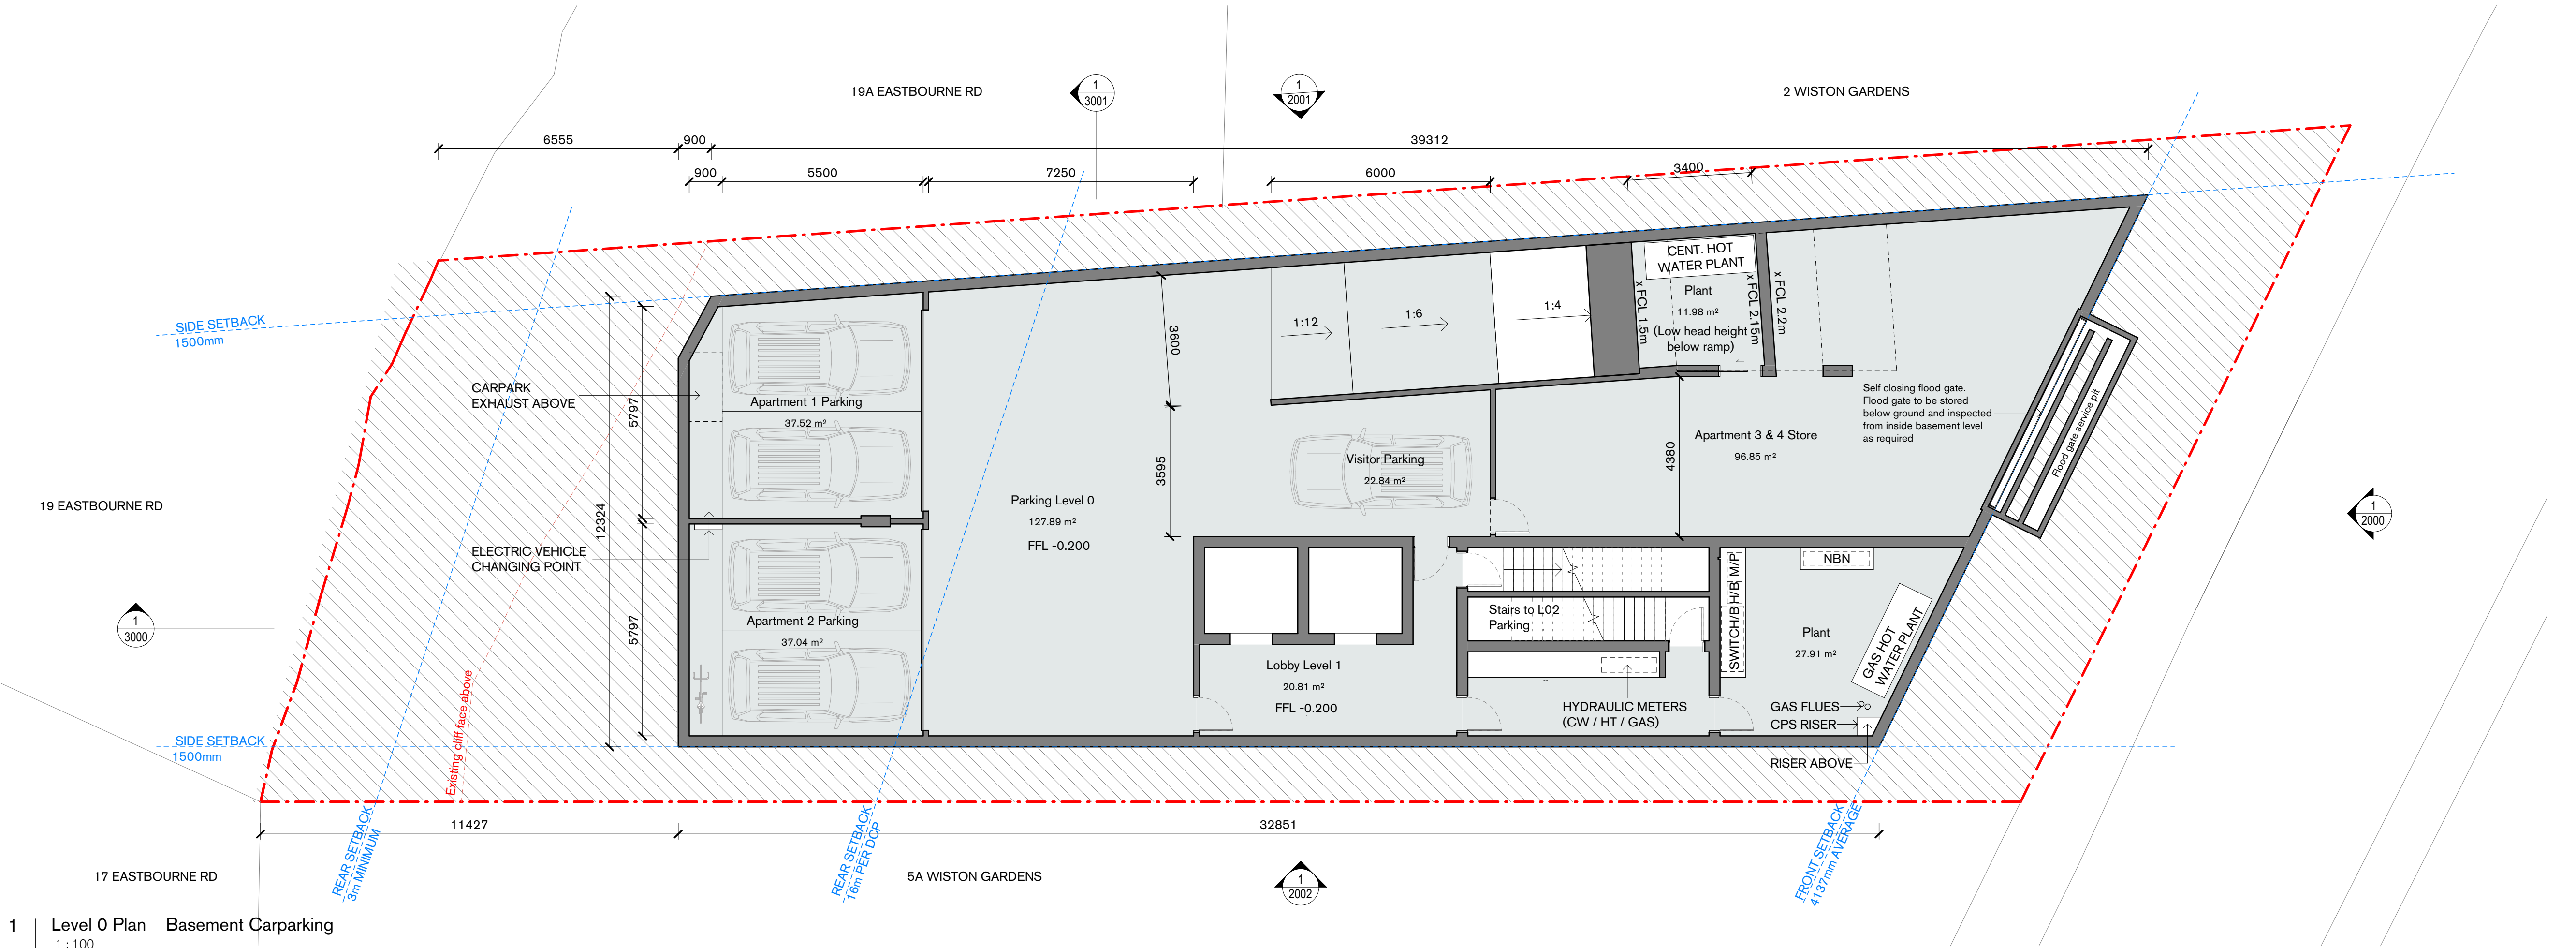 19A EASTBOURNE RD
1
3001
1
2001
2 WISTON GARDENS
6555
900
39312
900
5500
7250
6000
3400
SIDE SETBACK
1500mm
CARPARK
EXHAUST ABOVE
5797
12324
Apartment 1 Parking
37.52 m²
3600
1:12
1:6
1:4
x FCL 1.5m
CENT. HOT
WATER PLANT
Plant
11.98 m²
(Low head height
below ramp)
x FCL 2.15m
x FCL 2.2m
Self closing flood gate.
Flood gate to be stored
below ground and inspected
from inside basement level
as required
Flood gate service pit
Apartment 3 & 4 Store
96.85 m²
4380
Visitor Parking
22.84 m²
3595
Parking Level 0
127.89 m²
FFL -0.200
19 EASTBOURNE RD
1
2000
ELECTRIC VEHICLE
CHANGING POINT
5797
Apartment 2 Parking
37.04 m²
1
3000
Stairs to L02
Parking
SWITCH/B H/B M/P
NBN
Plant
27.91 m²
GAS HOT
WATER PLANT
Lobby Level 1
20.81 m²
FFL -0.200
HYDRAULIC METERS
(CW / HT / GAS)
GAS FLUES
CPS RISER
RISER ABOVE
Existing cliff face above
SIDE SETBACK
1500mm
11427
32851
REAR SETBACK
3m MINIMUM
REAR SETBACK
16m PER DCP
FRONT SETBACK
4137mm AVERAGE
17 EASTBOURNE RD
5A WISTON GARDENS
1
2002
1
Level 0 Plan Basement Carparking
1 : 100